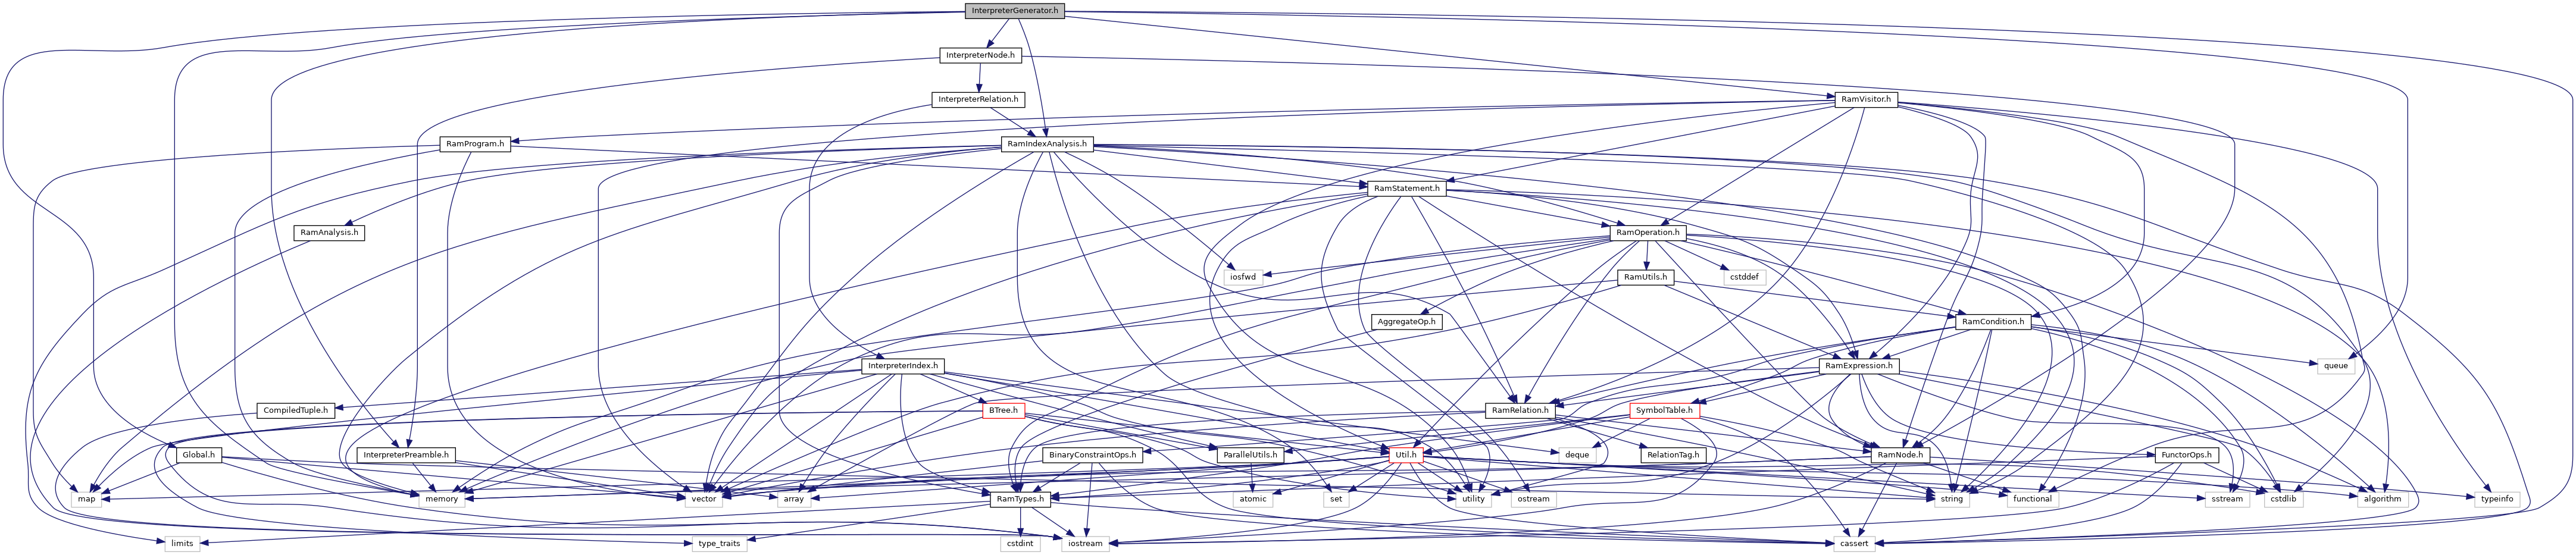 InterpreterGenerator.h
InterpreterNode.h
InterpreterRelation.h
RamVisitor.h
RamProgram.h
RamIndexAnalysis.h
RamStatement.h
RamAnalysis.h
RamOperation.h
iosfwd
RamUtils.h
cstddef
AggregateOp.h
RamCondition.h
InterpreterIndex.h
RamExpression.h
queue
CompiledTuple.h
BTree.h
RamRelation.h
SymbolTable.h
Global.h
InterpreterPreamble.h
BinaryConstraintOps.h
ParallelUtils.h
Util.h
deque
RelationTag.h
RamNode.h
FunctorOps.h
map
memory
vector
array
RamTypes.h
atomic
set
utility
ostream
string
functional
sstream
cstdlib
algorithm
typeinfo
limits
type_traits
cstdint
iostream
cassert